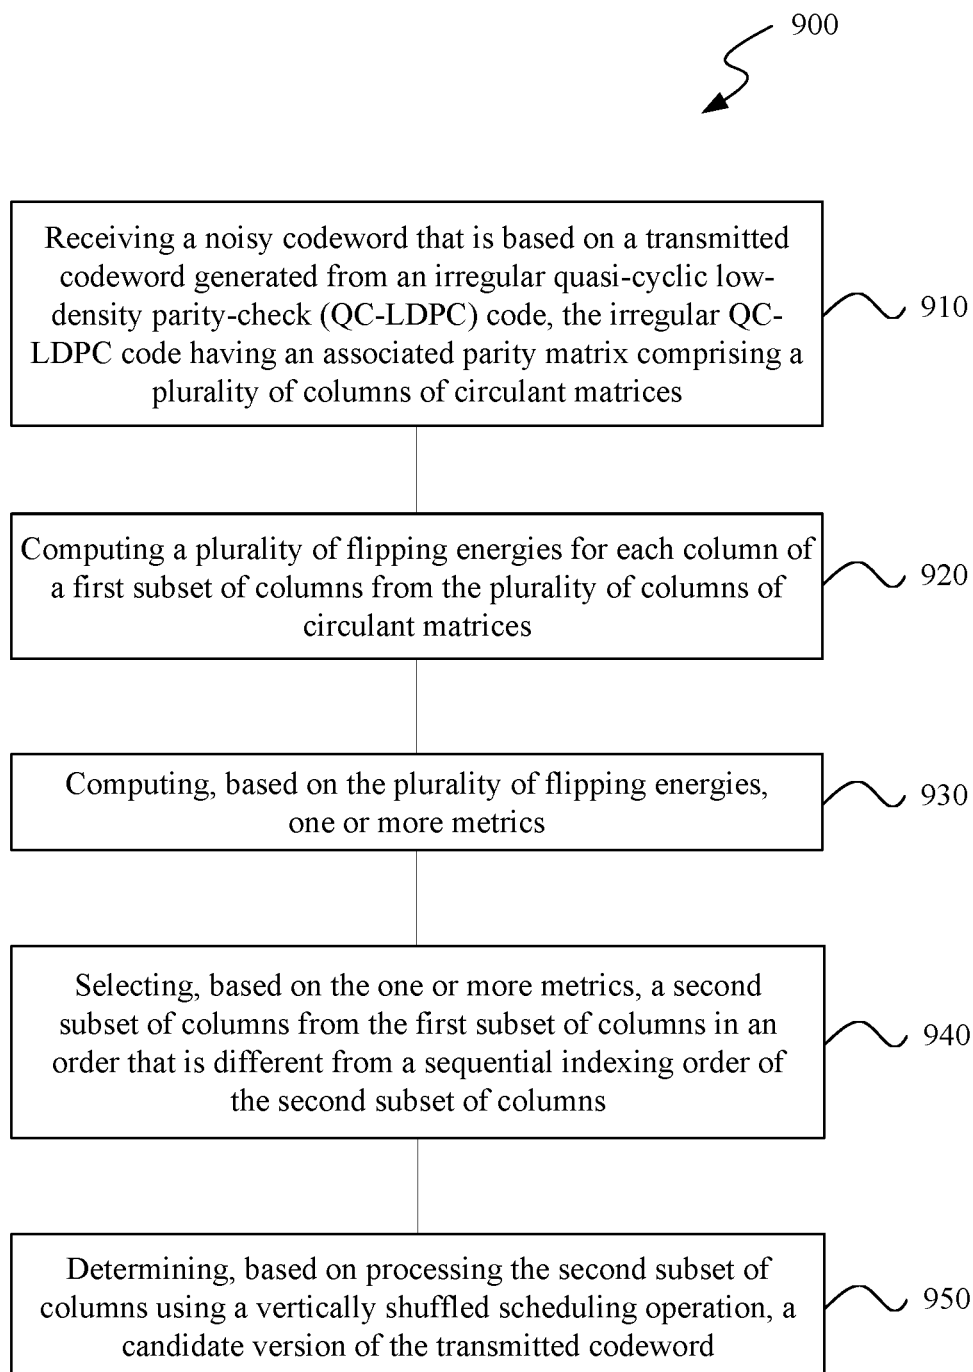 900
Receiving a noisy codeword that is based on a transmitted
codeword generated from an irregular quasi-cyclic low-
density parity-check (QC-LDPC) code, the irregular QC-
LDPC code having an associated parity matrix comprising a
plurality of columns of circulant matrices
910
Computing a plurality of flipping energies for each column of
a first subset of columns from the plurality of columns of
circulant matrices
920
Computing, based on the plurality of flipping energies,
one or more metrics
930
Selecting, based on the one or more metrics, a second
subset of columns from the first subset of columns in an
order that is different from a sequential indexing order of
the second subset of columns
940
Determining, based on processing the second subset of
columns using a vertically shuffled scheduling operation, a
candidate version of the transmitted codeword
950